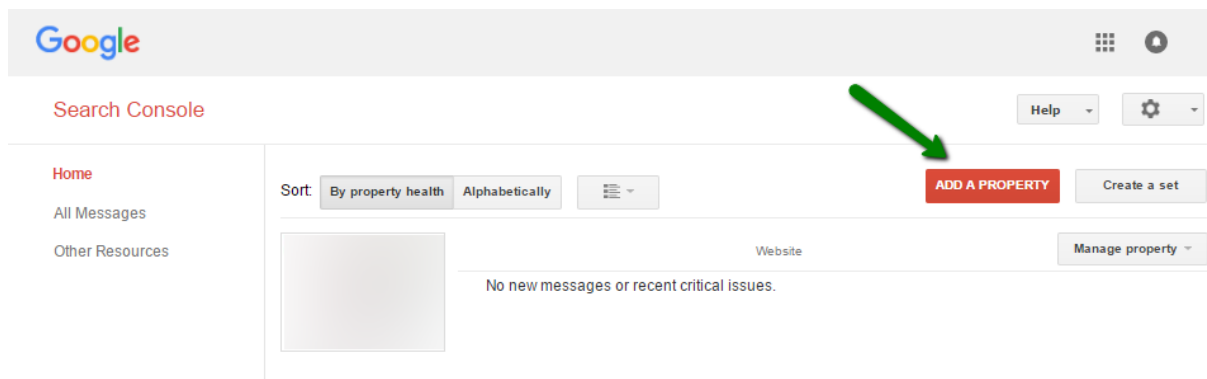 Google
Search Console
Help
Home
All Messages
Other Resources
Sort: By property health Alphabetically
ADD A PROPERTY Create a set
Website
Manage property
No new messages or recent critical issues.